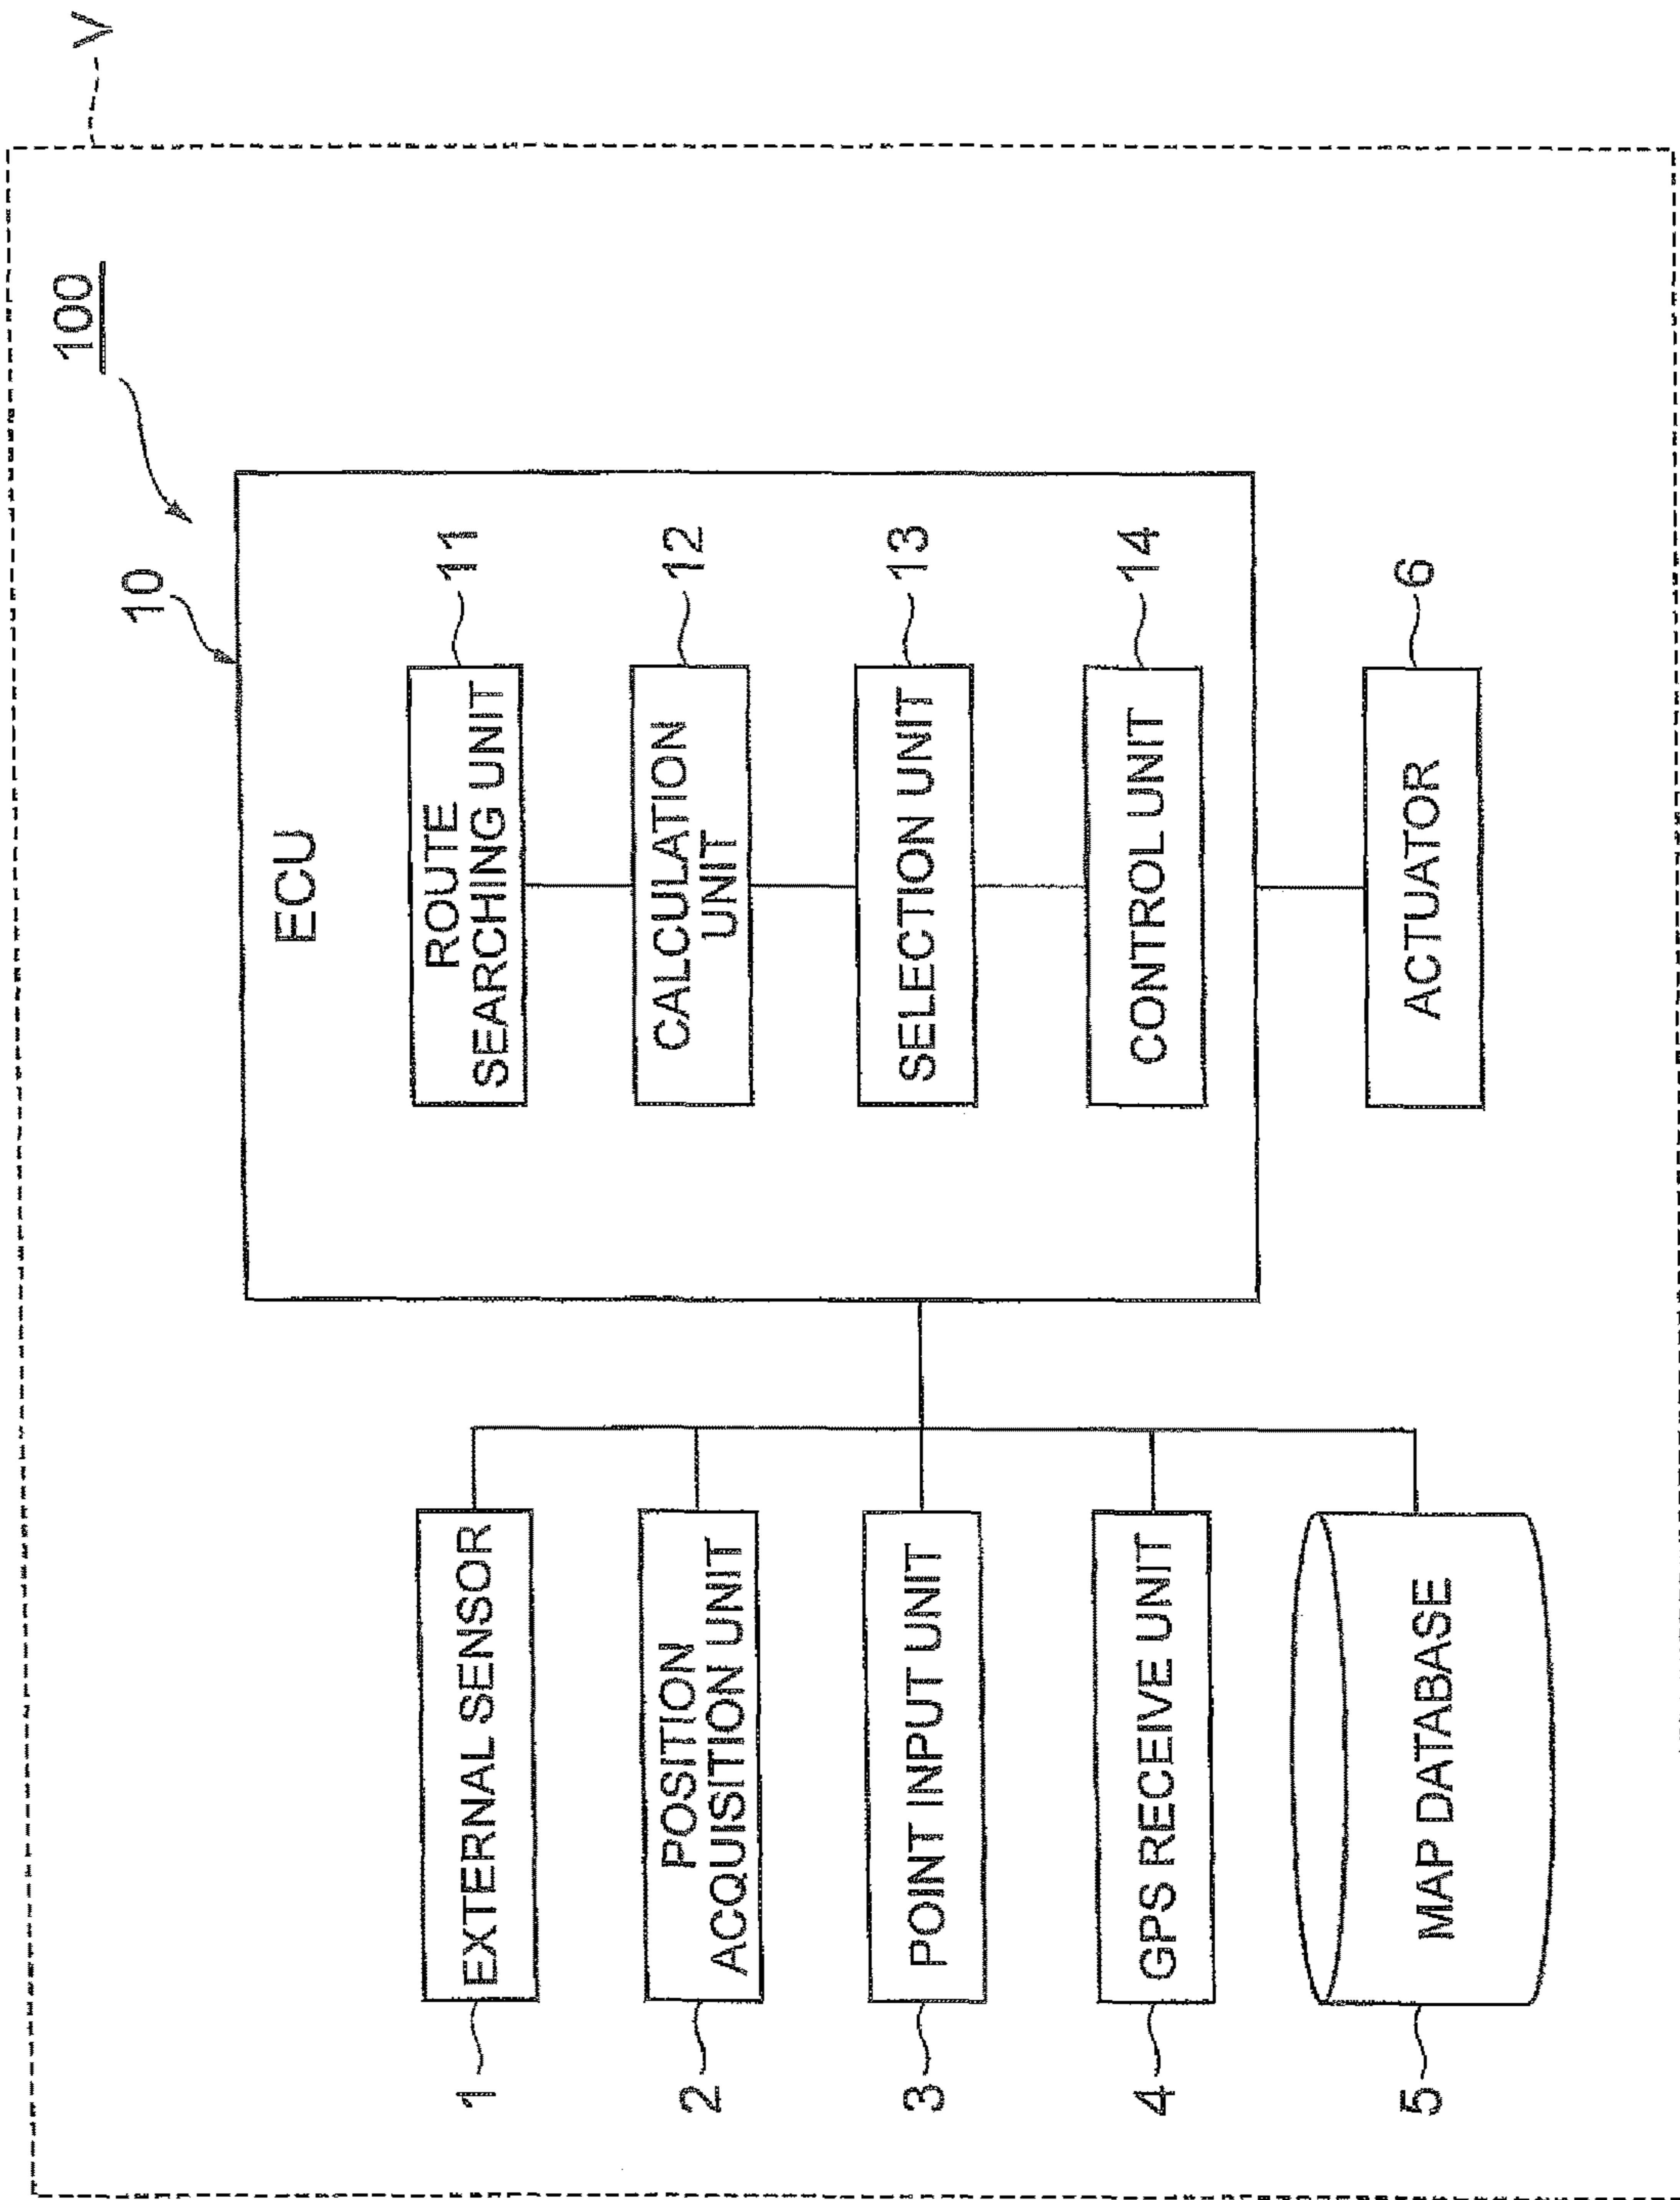 V
100
10
ECU
1
EXTERNAL SENSOR
ROUTE
SEARCHING UNIT
11
2
POSITION
ACQUISITION UNIT
CALCULATION
UNIT
12
3
POINT INPUT UNIT
SELECTION UNIT
13
4
GPS RECEIVE UNIT
CONTROL UNIT
14
5
MAP DATABASE
ACTUATOR
6